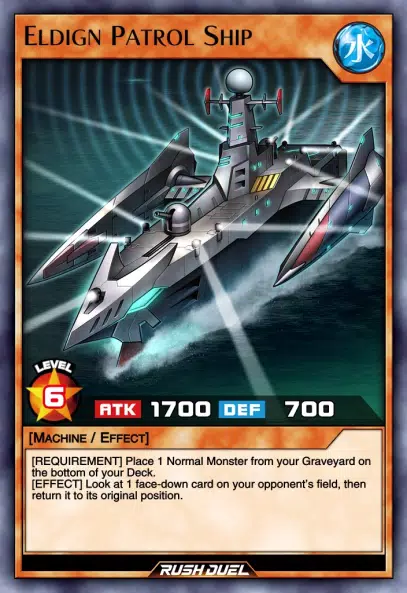 ELDIGN PATROL SHIP
水
LEVEL
6
ATK 1700 DEF 700
[MACHINE / EFFECT]
[REQUIREMENT] Place 1 Normal Monster from your Graveyard on
the bottom of your Deck.
[EFFECT] Look at 1 face-down card on your opponent's field, then
return it to its original position.
RUSH DUEL